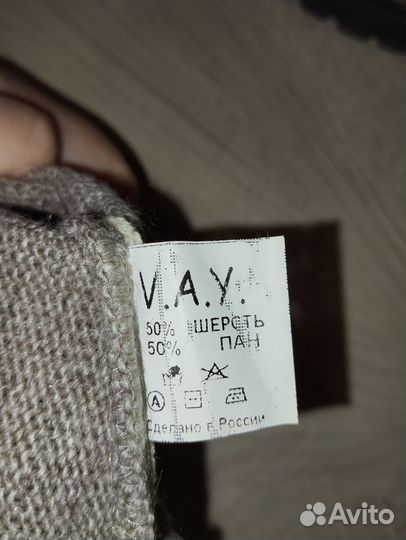 V.A.Y.
50% ШЕРСТЬ
50% ПАН
A
Сделано в России
Avito